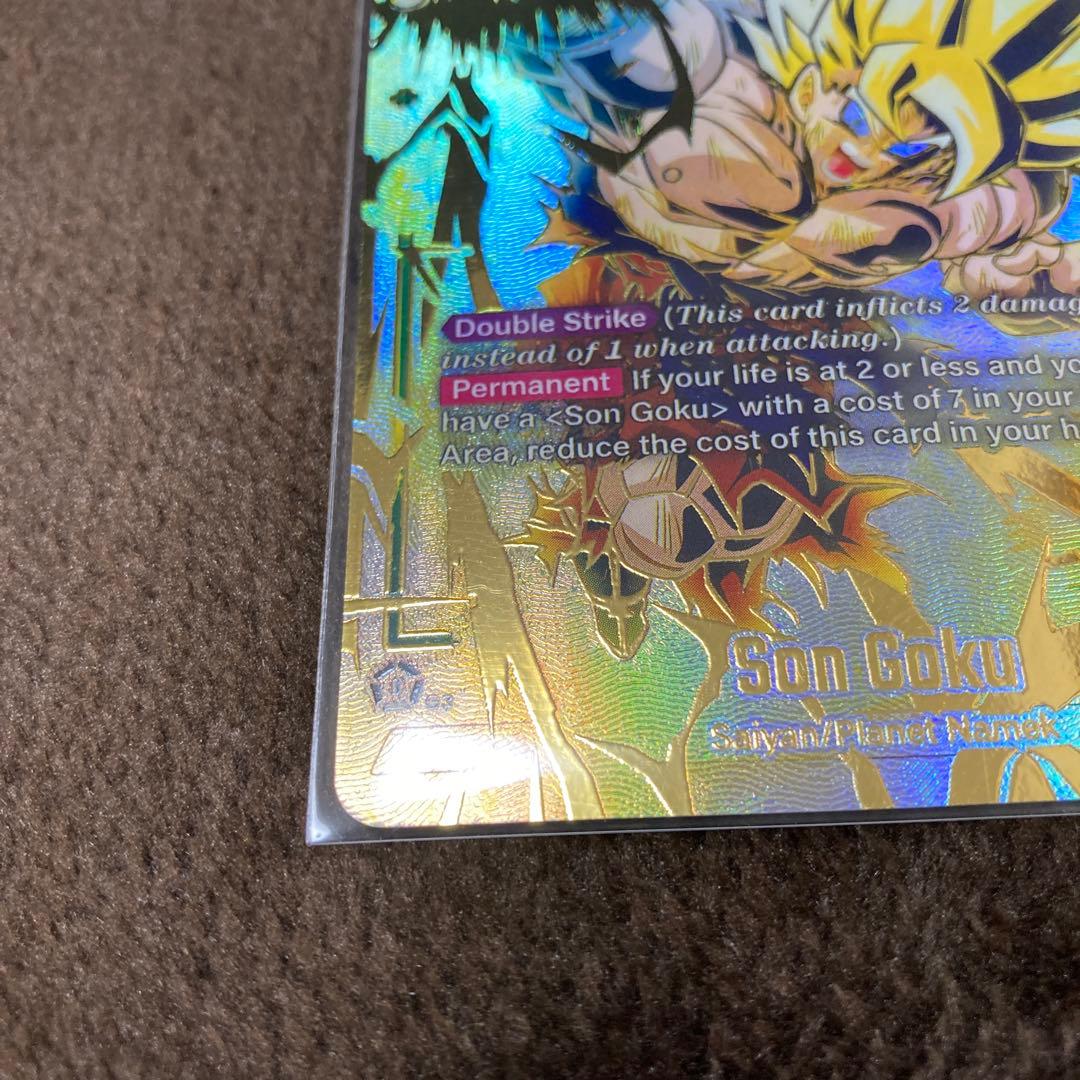 Double Strike (This card inflicts 2 damag
instead of 1 when attacking.)
Permanent If your life is at 2 or less and yo
have a <Son Goku> with a cost of 7 in your
Area, reduce the cost of this card in your h
Son Goku
Saiyan/Planet Namek